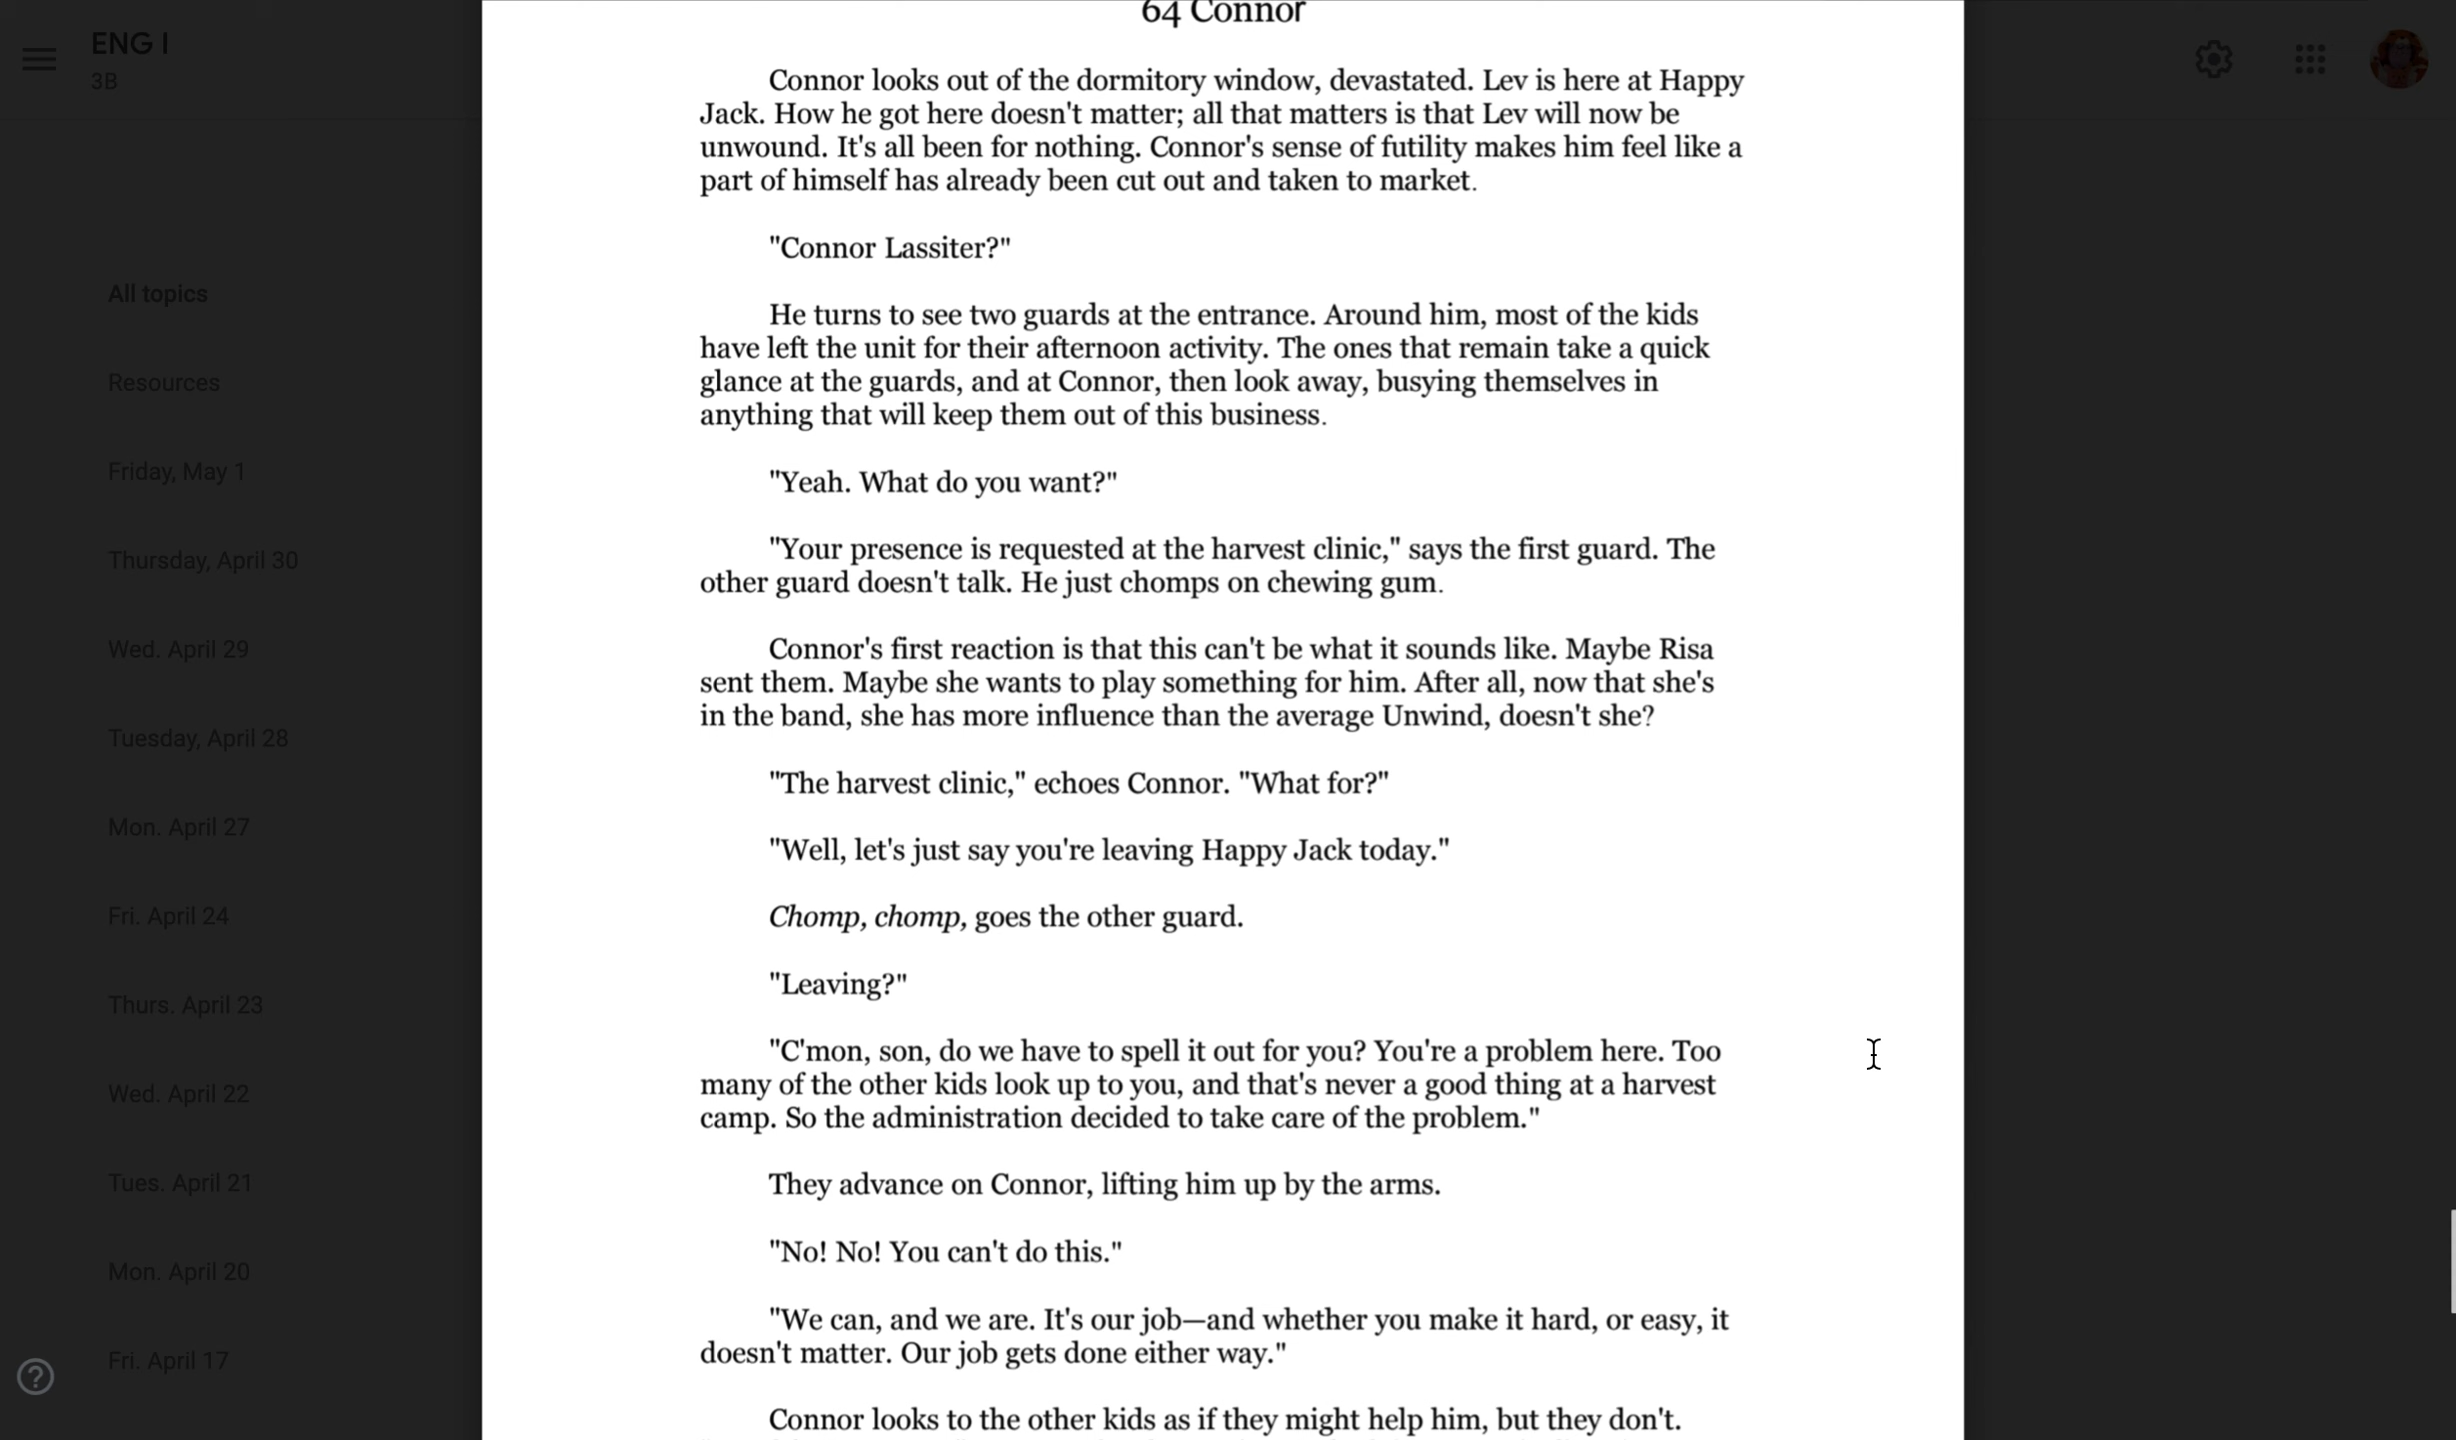 ENG I
3B
All topics
Resources
Friday, May 1
Thursday, April 30
Wed. April 29
Tuesday, April 28
Mon. April 27
Fri. April 24
Thurs. April 23
Wed. April 22
Tues. April 21
Mon. April 20
Fri. April 17
64 Connor
Connor looks out of the dormitory window, devastated. Lev is here at Happy
Jack. How he got here doesn't matter; all that matters is that Lev will now be
unwound. It's all been for nothing. Connor's sense of futility makes him feel like a
part of himself has already been cut out and taken to market.
"Connor Lassiter?"
He turns to see two guards at the entrance. Around him, most of the kids
have left the unit for their afternoon activity. The ones that remain take a quick
glance at the guards, and at Connor, then look away, busying themselves in
anything that will keep them out of this business.
"Yeah. What do you want?"
"Your presence is requested at the harvest clinic," says the first guard. The
other guard doesn't talk. He just chomps on chewing gum.
Connor's first reaction is that this can't be what it sounds like. Maybe Risa
sent them. Maybe she wants to play something for him. After all, now that she's
in the band, she has more influence than the average Unwind, doesn't she?
"The harvest clinic," echoes Connor. "What for?"
"Well, let's just say you're leaving Happy Jack today."
Chomp, chomp, goes the other guard.
"Leaving?"
"C'mon, son, do we have to spell it out for you? You're a problem here. Too
many of the other kids look up to you, and that's never a good thing at a harvest
camp. So the administration decided to take care of the problem."
They advance on Connor, lifting him up by the arms.
"No! No! You can't do this."
"We can, and we are. It's our job—and whether you make it hard, or easy, it
doesn't matter. Our job gets done either way."
Connor looks to the other kids as if they might help him, but they don't.